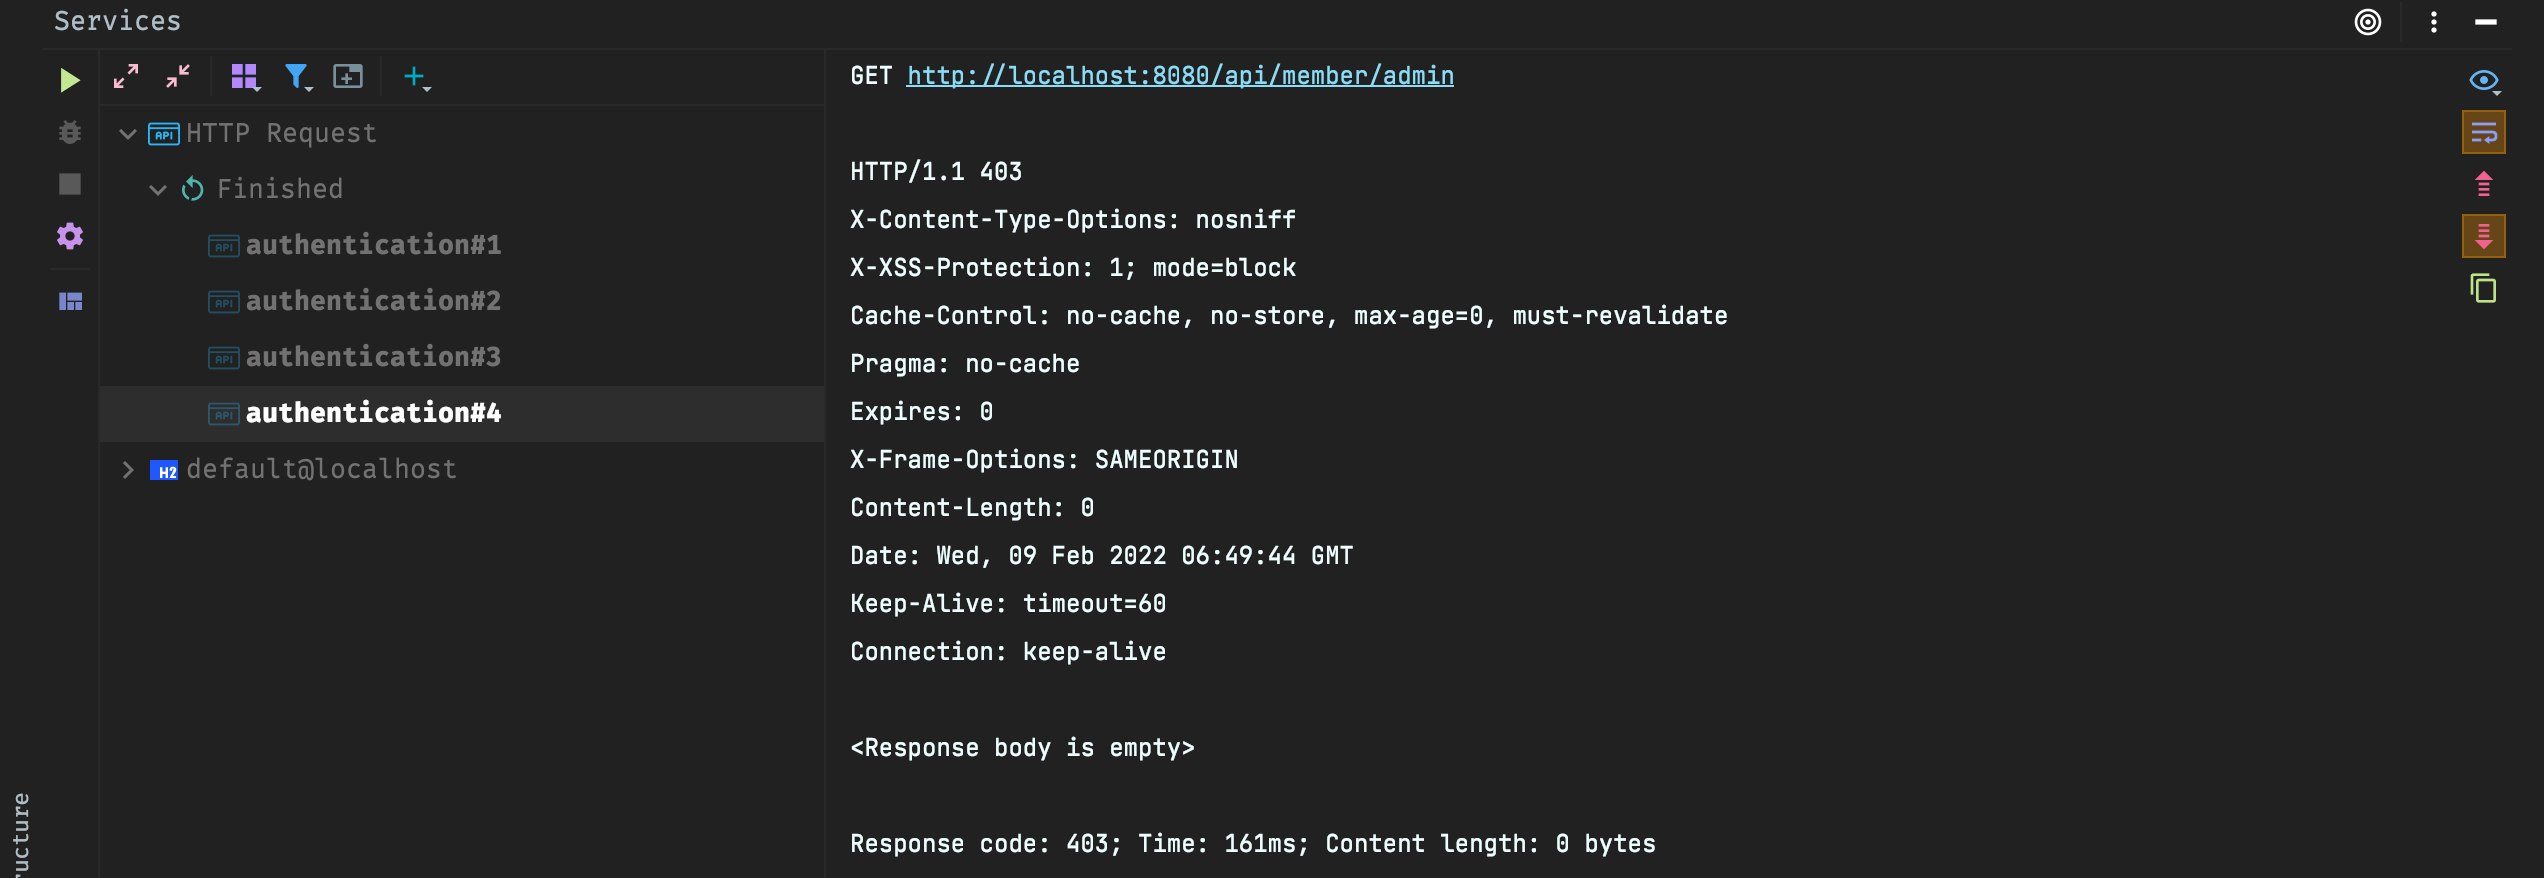 Services
HTTP Request
Finished
authentication#1
authentication#2
authentication#3
authentication#4
H2 default@localhost
GET http://localhost:8080/api/member/admin
HTTP/1.1 403
X-Content-Type-Options: nosniff
X-XSS-Protection: 1; mode=block
Cache-Control: no-cache, no-store, max-age=0, must-revalidate
Pragma: no-cache
Expires: 0
X-Frame-Options: SAMEORIGIN
Content-Length: 0
Date: Wed, 09 Feb 2022 06:49:44 GMT
Keep-Alive: timeout=60
Connection: keep-alive
<Response body is empty>
Response code: 403; Time: 161ms; Content length: 0 bytes
ructure